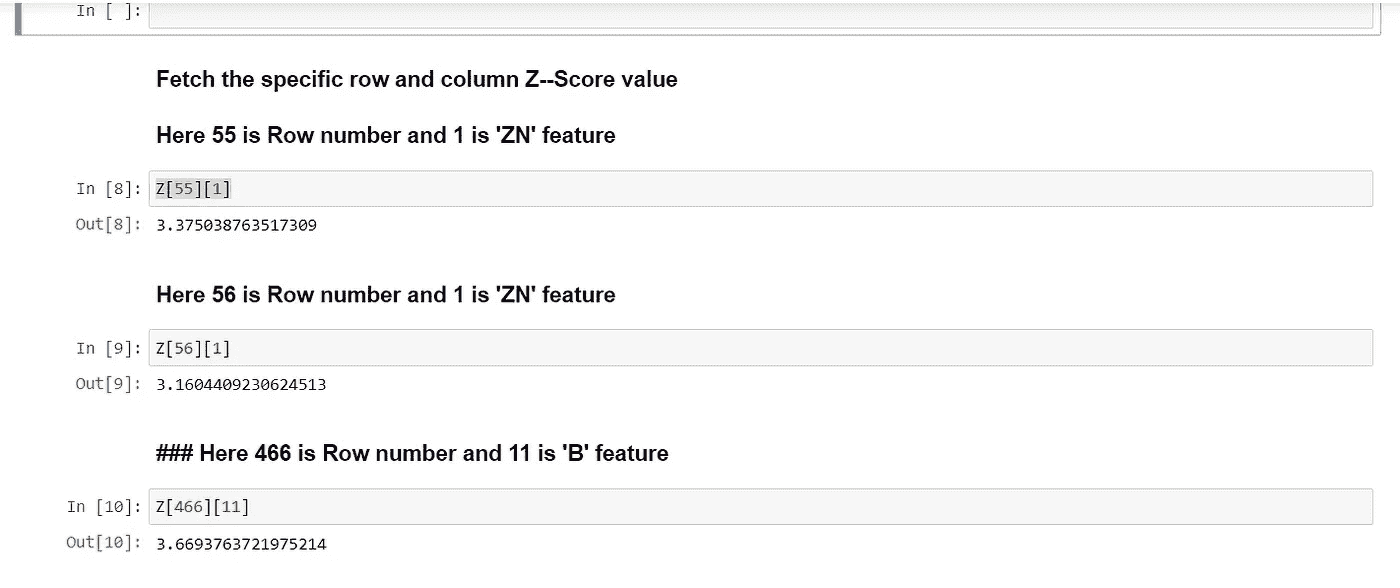 In [ ]:
Fetch the specific row and column Z--Score value
Here 55 is Row number and 1 is 'ZN' feature
In [8]: Z[55][1]
Out[8]: 3.375038763517309
Here 56 is Row number and 1 is 'ZN' feature
In [9]: Z[56][1]
Out[9]: 3.1604409230624513
### Here 466 is Row number and 11 is 'B' feature
In [10]: Z[466][11]
Out[10]: 3.6693763721975214